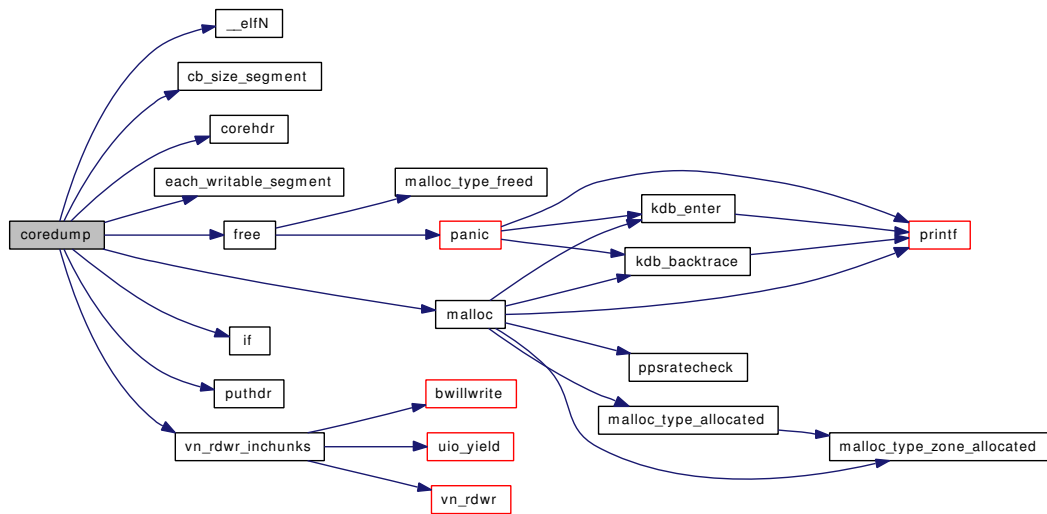 __elfN
cb_size_segment
corehdr
each_writable_segment
malloc_type_freed
kdb_enter
coredump
free
panic
printf
kdb_backtrace
malloc
if
ppsratecheck
puthdr
bwillwrite
malloc_type_allocated
vn_rdwr_inchunks
uio_yield
malloc_type_zone_allocated
vn_rdwr